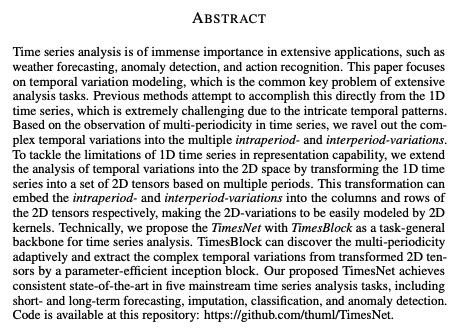 ABSTRACT
Time series analysis is of immense importance in extensive applications, such as
weather forecasting, anomaly detection, and action recognition. This paper focuses
on temporal variation modeling, which is the common key problem of extensive
analysis tasks. Previous methods attempt to accomplish this directly from the 1D
time series, which is extremely challenging due to the intricate temporal patterns.
Based on the observation of multi-periodicity in time series, we ravel out the com-
plex temporal variations into the multiple intraperiod- and interperiod-variations.
To tackle the limitations of 1D time series in representation capability, we extend
the analysis of temporal variations into the 2D space by transforming the 1D time
series into a set of 2D tensors based on multiple periods. This transformation can
embed the intraperiod- and interperiod-variations into the columns and rows of
the 2D tensors respectively, making the 2D-variations to be easily modeled by 2D
kernels. Technically, we propose the TimesNet with TimesBlock as a task-general
backbone for time series analysis. TimesBlock can discover the multi-periodicity
adaptively and extract the complex temporal variations from transformed 2D ten-
sors by a parameter-efficient inception block. Our proposed TimesNet achieves
consistent state-of-the-art in five mainstream time series analysis tasks, including
short- and long-term forecasting, imputation, classification, and anomaly detection.
Code is available at this repository: https://github.com/thuml/TimesNet.